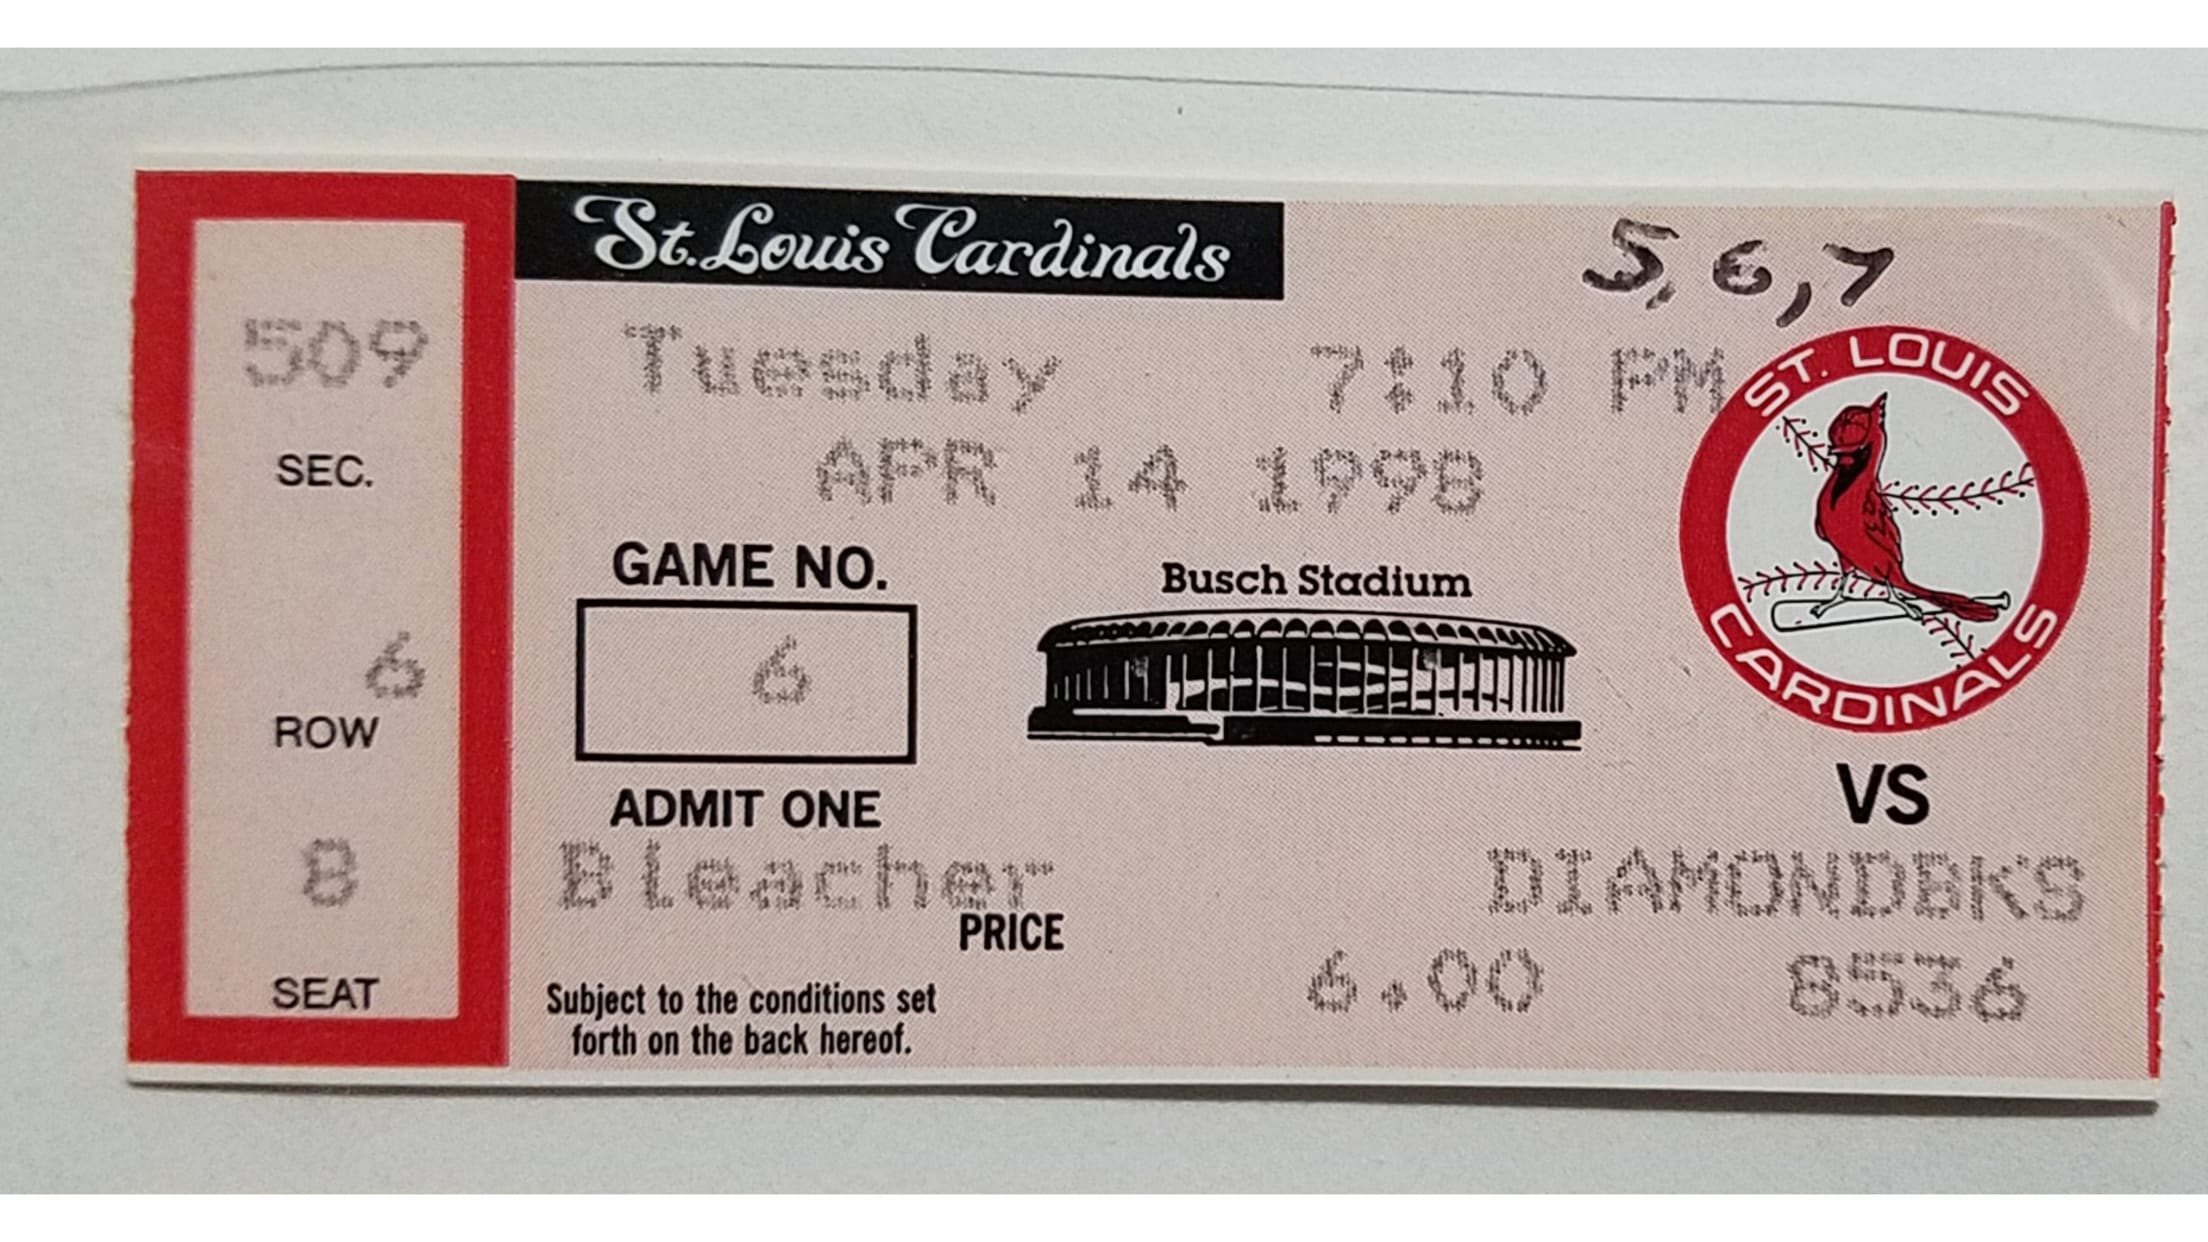 St. Louis Cardinals
5,6,7
509
SEC.
6
ROW
8
SEAT
Tuesday 7:10 PM
APR 14 1998
GAME NO.
6
ADMIT ONE
Bleacher
PRICE
Subject to the conditions set
forth on the back hereof.
Busch Stadium
ST. LOUIS
CARDINALS
VS
DIAMONDBKS
6.00 8536